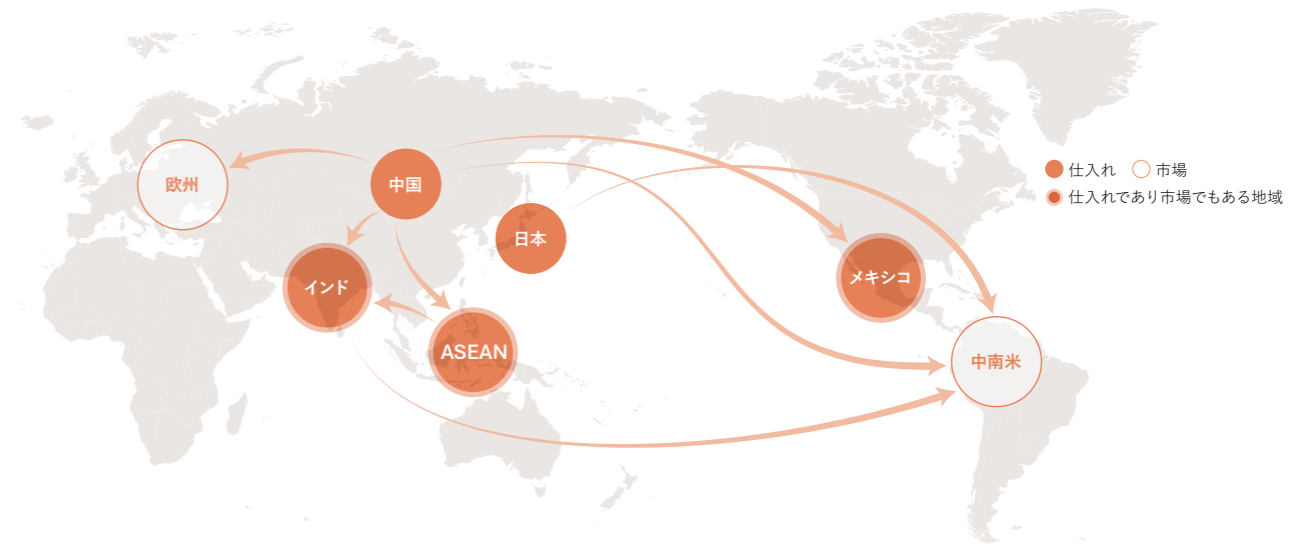 欧州
中国
日本
インド
ASEAN
メキシコ
中南米
仕入れ 市場
仕入れであり市場でもある地域